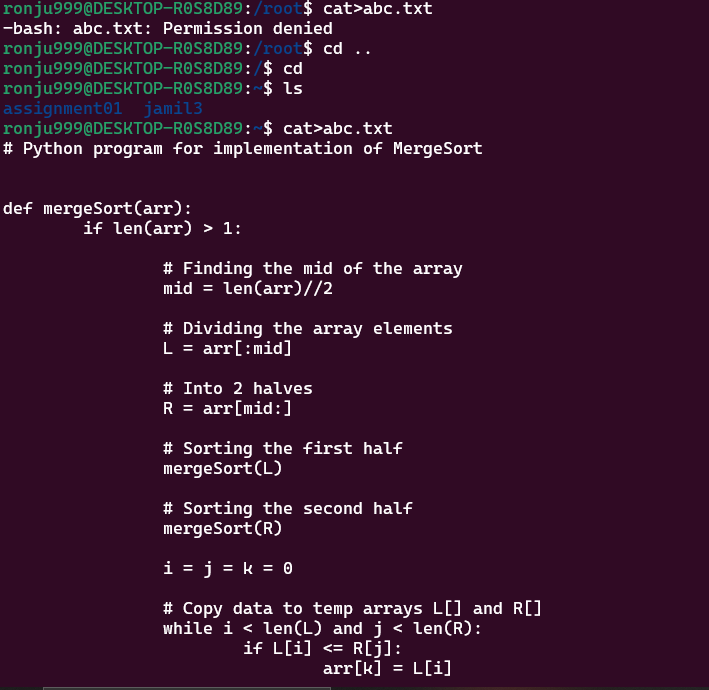 ronju999@DESKTOP-R0S8D89:/root$ cat>abc.txt
-bash: abc.txt: Permission denied
ronju999@DESKTOP-R0S8D89:/root$ cd ..
ronju999@DESKTOP-R0S8D89:/$ cd
ronju999@DESKTOP-R0S8D89:~$ ls
assignment01  jamil3
ronju999@DESKTOP-R0S8D89:~$ cat>abc.txt
# Python program for implementation of MergeSort
def mergeSort(arr):
        if len(arr) > 1:
                # Finding the mid of the array
                mid = len(arr)//2
                # Dividing the array elements
                L = arr[:mid]
                # Into 2 halves
                R = arr[mid:]
                # Sorting the first half
                mergeSort(L)
                # Sorting the second half
                mergeSort(R)
                i = j = k = 0
                # Copy data to temp arrays L[] and R[]
                while i < len(L) and j < len(R):
                        if L[i] <= R[j]:
                                arr[k] = L[i]